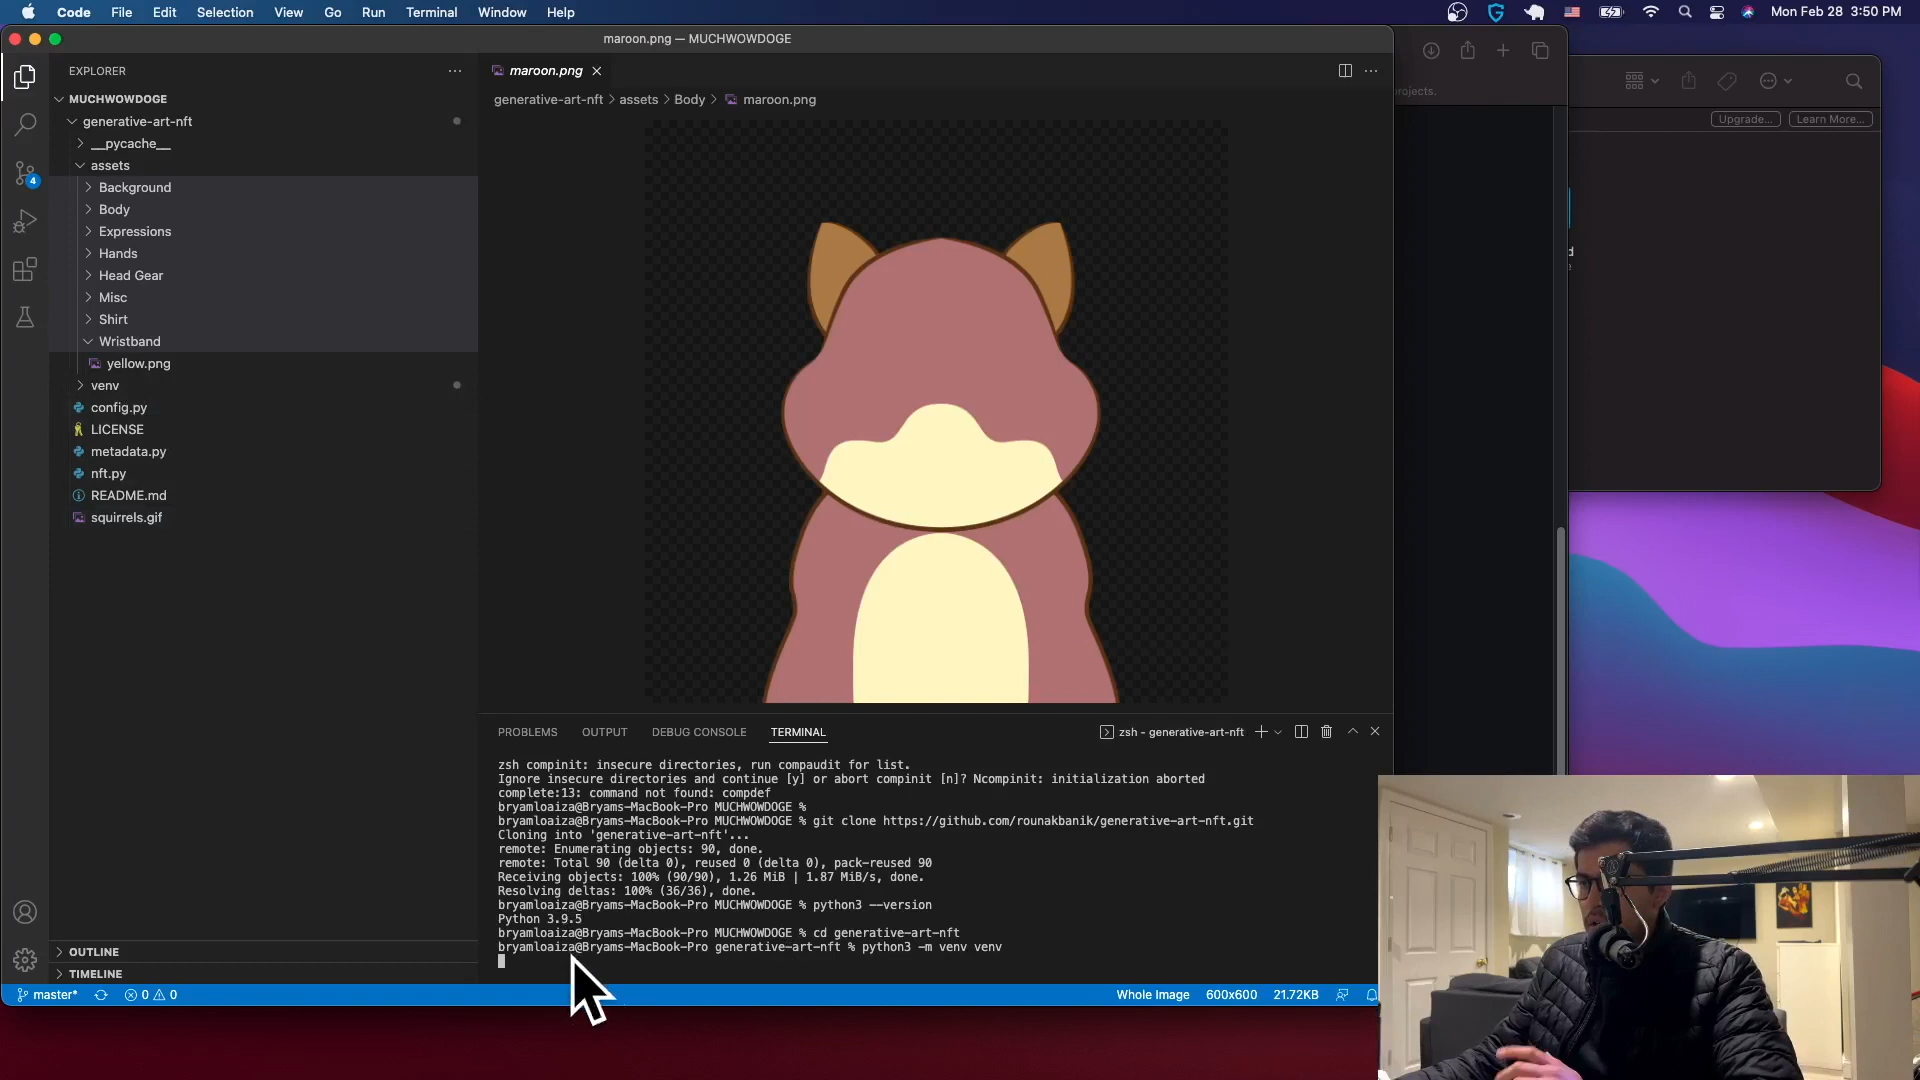 Code File Edit Selection View Go Run Terminal Window Help
Mon Feb 28 3:50 PM
maroon.png — MUCHWOWDOGE
EXPLORER
MUCHWOWDOGE
generative-art-nft
__pycache__
assets
Background
Body
Expressions
Hands
Head Gear
Misc
Shirt
Wristband
yellow.png
venv
config.py
LICENSE
metadata.py
nft.py
README.md
squirrels.gif
OUTLINE
TIMELINE
4
maroon.png
generative-art-nft > assets > Body > maroon.png
rojects.
Upgrade... Learn More...
d
PROBLEMS OUTPUT DEBUG CONSOLE TERMINAL
zsh - generative-art-nft
zsh compinit: insecure directories, run compaudit for list.
Ignore insecure directories and continue [y] or abort compinit [n]? Ncompinit: initialization aborted
complete:13: command not found: compdef
bryamloaiza@Bryams-MacBook-Pro MUCHWOWDOGE %
bryamloaiza@Bryams-MacBook-Pro MUCHWOWDOGE % git clone https://github.com/rounakbanik/generative-art-nft.git
Cloning into 'generative-art-nft'...
remote: Enumerating objects: 90, done.
remote: Total 90 (delta 0), reused 0 (delta 0), pack-reused 90
Receiving objects: 100% (90/90), 1.26 MiB | 1.87 MiB/s, done.
Resolving deltas: 100% (36/36), done.
bryamloaiza@Bryams-MacBook-Pro MUCHWOWDOGE % python3 --version
Python 3.9.5
bryamloaiza@Bryams-MacBook-Pro MUCHWOWDOGE % cd generative-art-nft
bryamloaiza@Bryams-MacBook-Pro generative-art-nft % python3 -m venv venv
master* 0 0
Whole Image 600x600 21.72KB